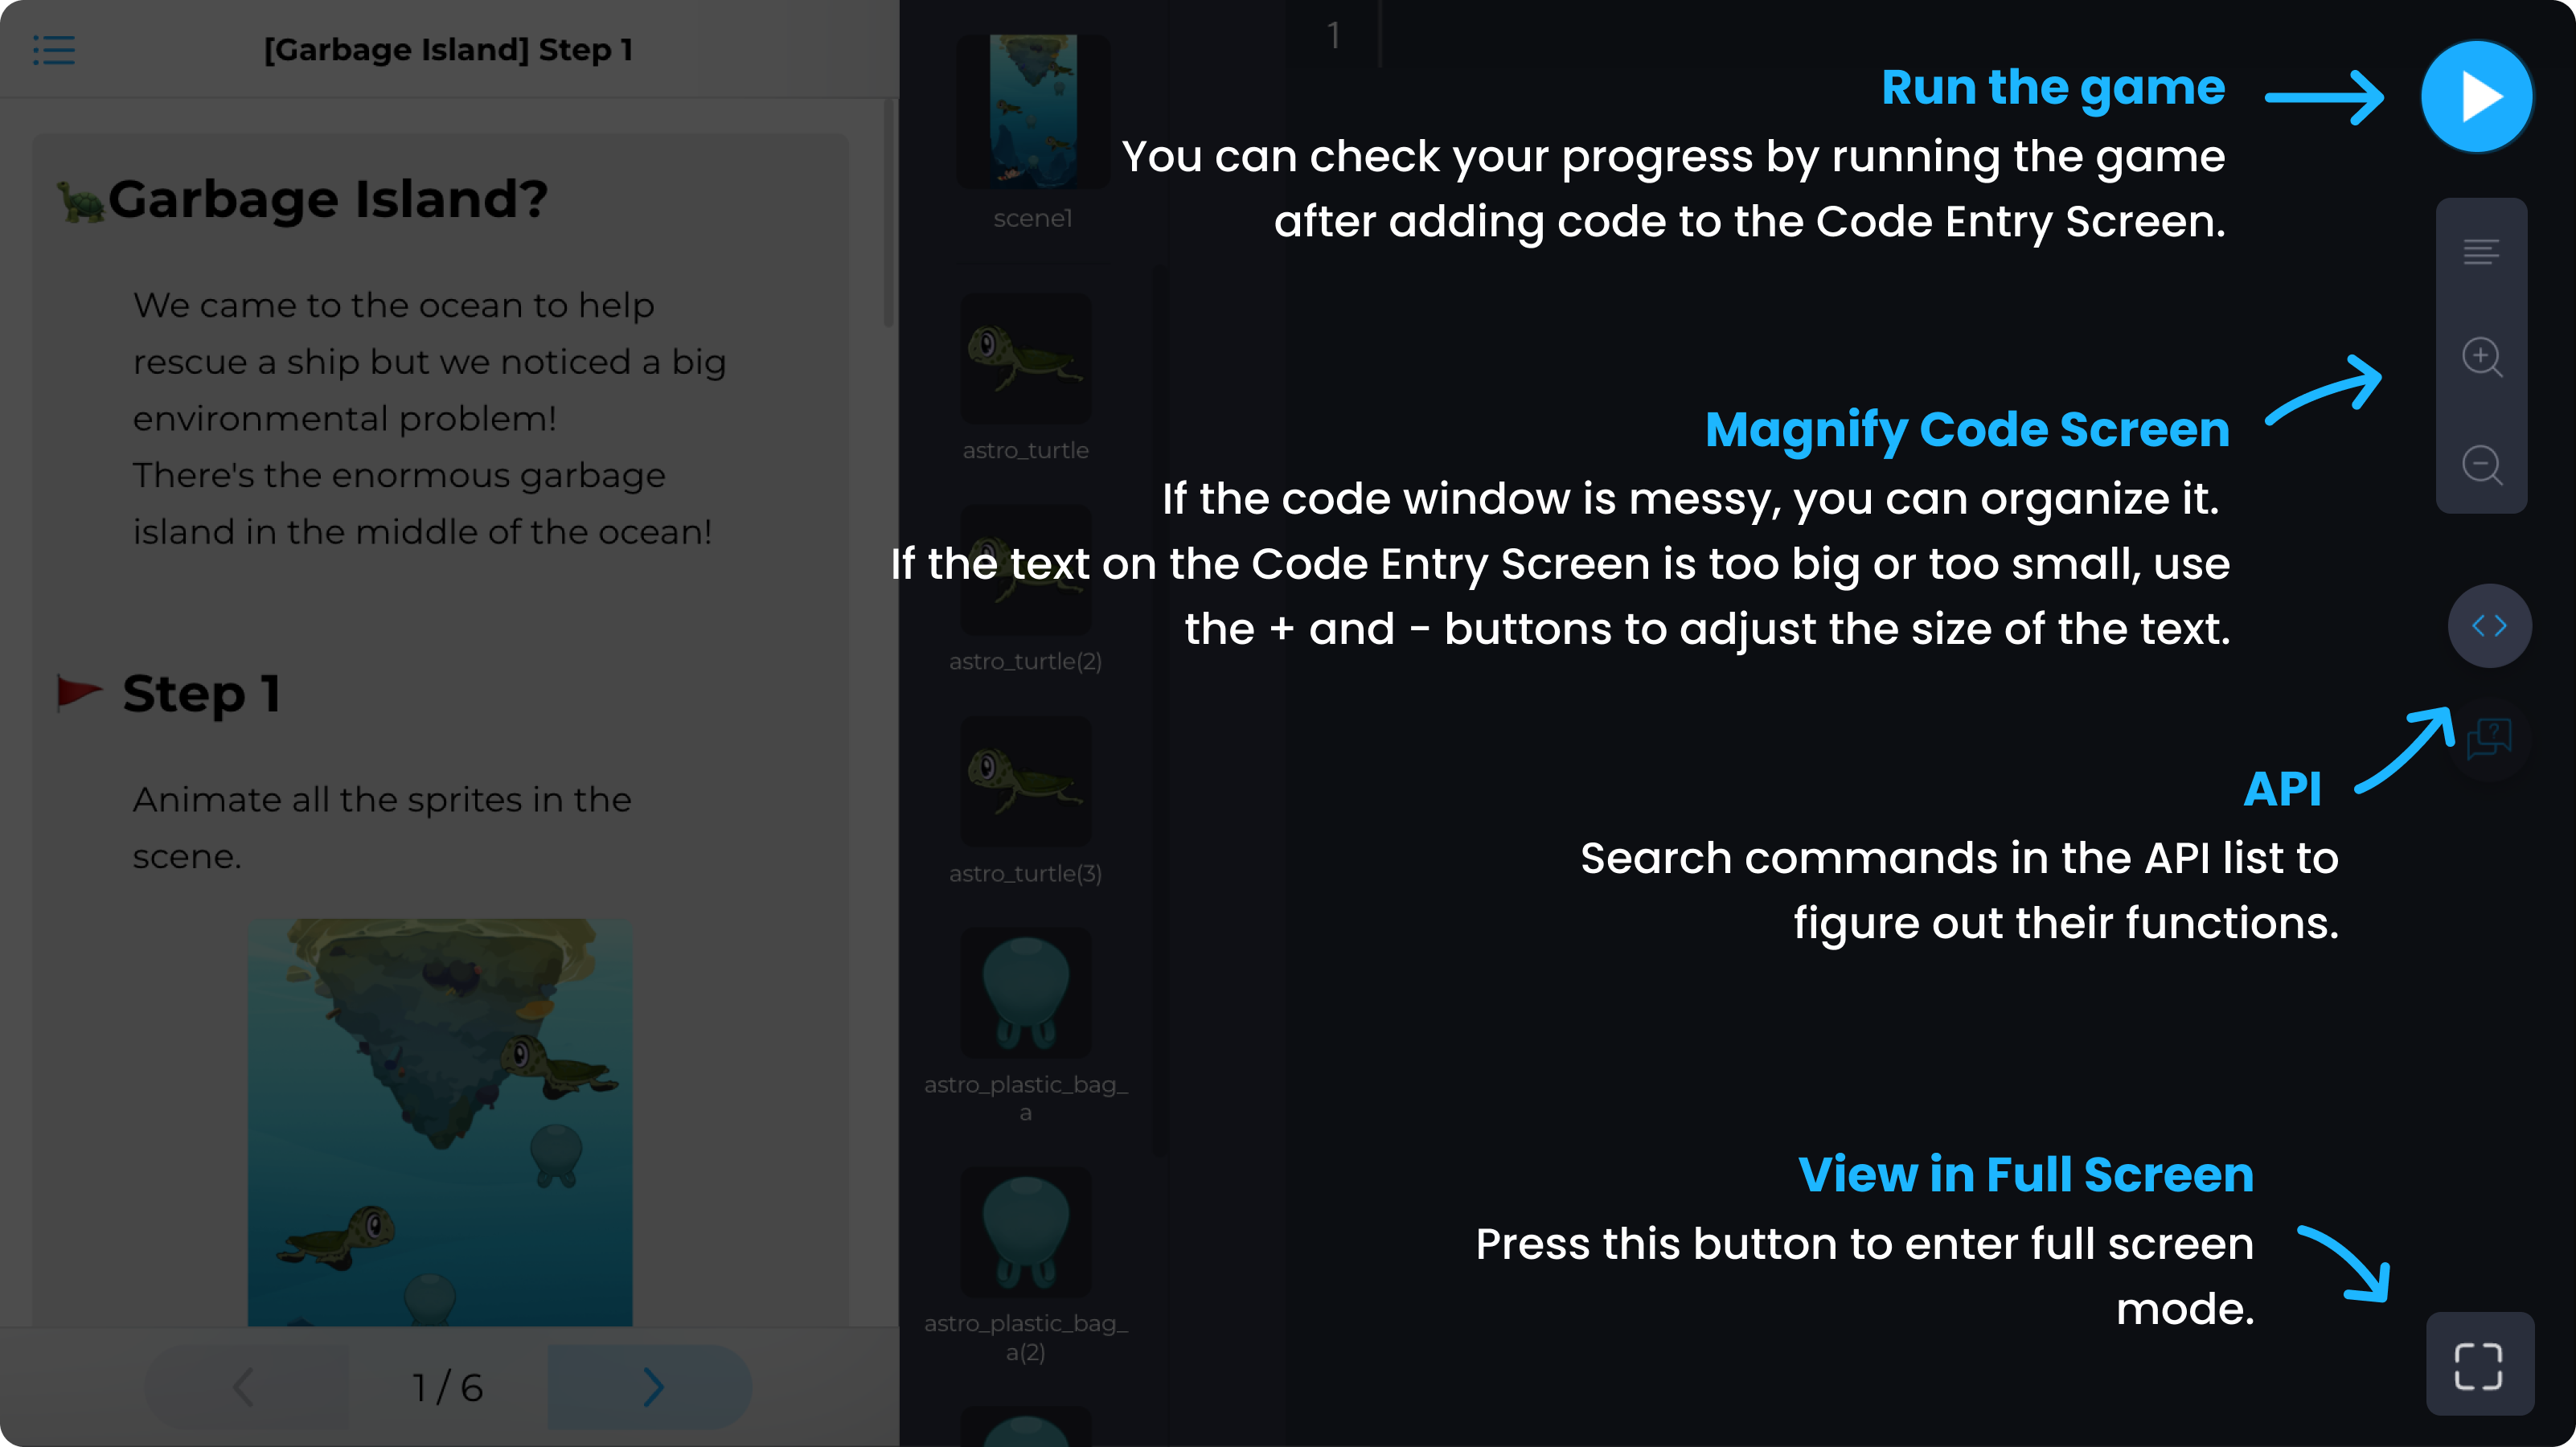 [Garbage Island] Step 1
Garbage Island?
We came to the ocean to help
rescue a ship but we noticed a big
environmental problem!
There's the enormous garbage
island in the middle of the ocean!
Step 1
Animate all the sprites in the
scene.
1 / 6
scene1
astro_turtle
astro_turtle(2)
astro_turtle(3)
astro_plastic_bag_
a
astro_plastic_bag_
a(2)
1
Run the game
You can check your progress by running the game
after adding code to the Code Entry Screen.
Magnify Code Screen
If the code window is messy, you can organize it.
If the text on the Code Entry Screen is too big or too small, use
the + and - buttons to adjust the size of the text.
API
Search commands in the API list to
figure out their functions.
View in Full Screen
Press this button to enter full screen
mode.